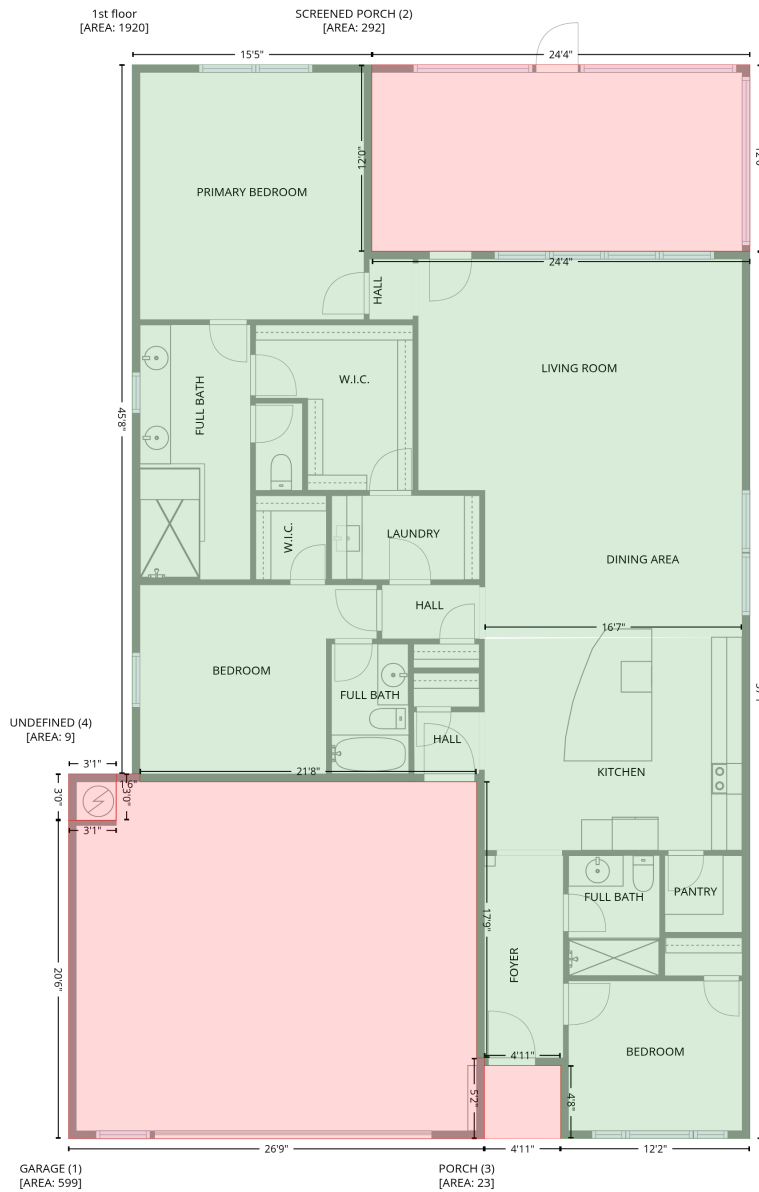 1st floor
[AREA: 1920]
SCREENED PORCH (2)
[AREA: 292]
15'5"
24'4"
12'0"
PRIMARY BEDROOM
24'4"
HALL
LIVING ROOM
W.I.C.
FULL BATH
45'8"
LAUNDRY
W.I.C.
DINING AREA
HALL
16'7"
BEDROOM
FULL BATH
UNDEFINED (4)
[AREA: 9]
HALL
3'1"
21'8"
KITCHEN
3'0"
3'0"
3'1"
PANTRY
FULL BATH
17'9"
FOYER
20'6"
4'11"
BEDROOM
5'2"
4'8"
26'9"
4'11"
12'2"
GARAGE (1)
[AREA: 599]
PORCH (3)
[AREA: 23]